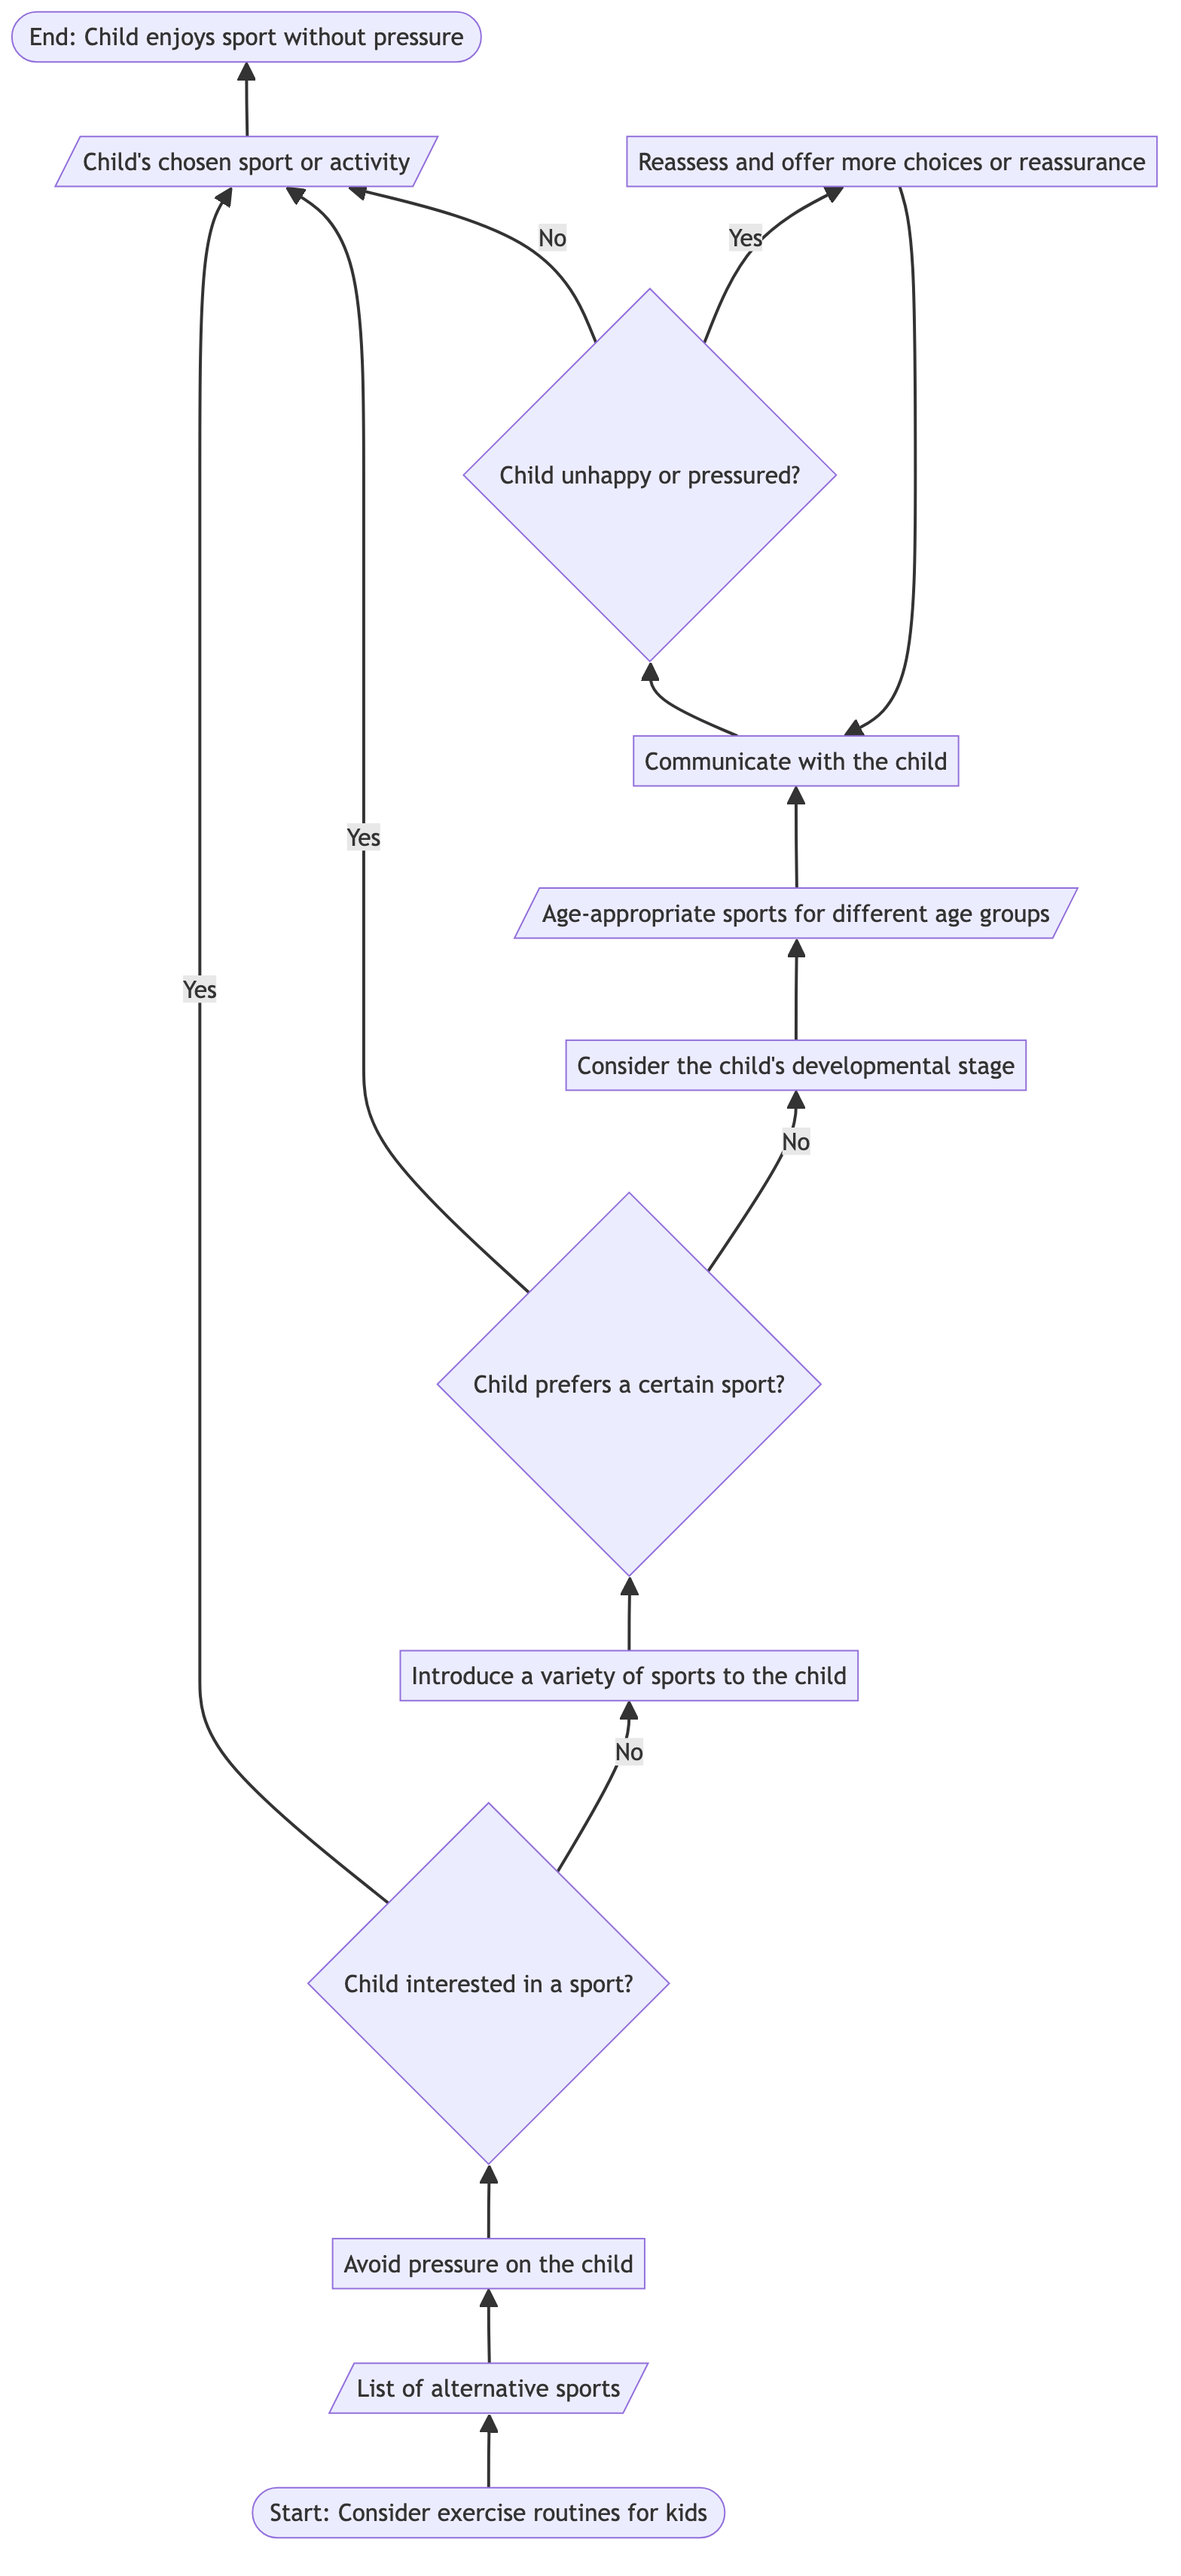 End: Child enjoys sport without pressure
Child's chosen sport or activity
Reassess and offer more choices or reassurance
No
Yes
Child unhappy or pressured?
Communicate with the child
Yes
Age-appropriate sports for different age groups
Yes
Consider the child's developmental stage
No
Child prefers a certain sport?
Introduce a variety of sports to the child
No
Child interested in a sport?
Avoid pressure on the child
List of alternative sports
Start: Consider exercise routines for kids